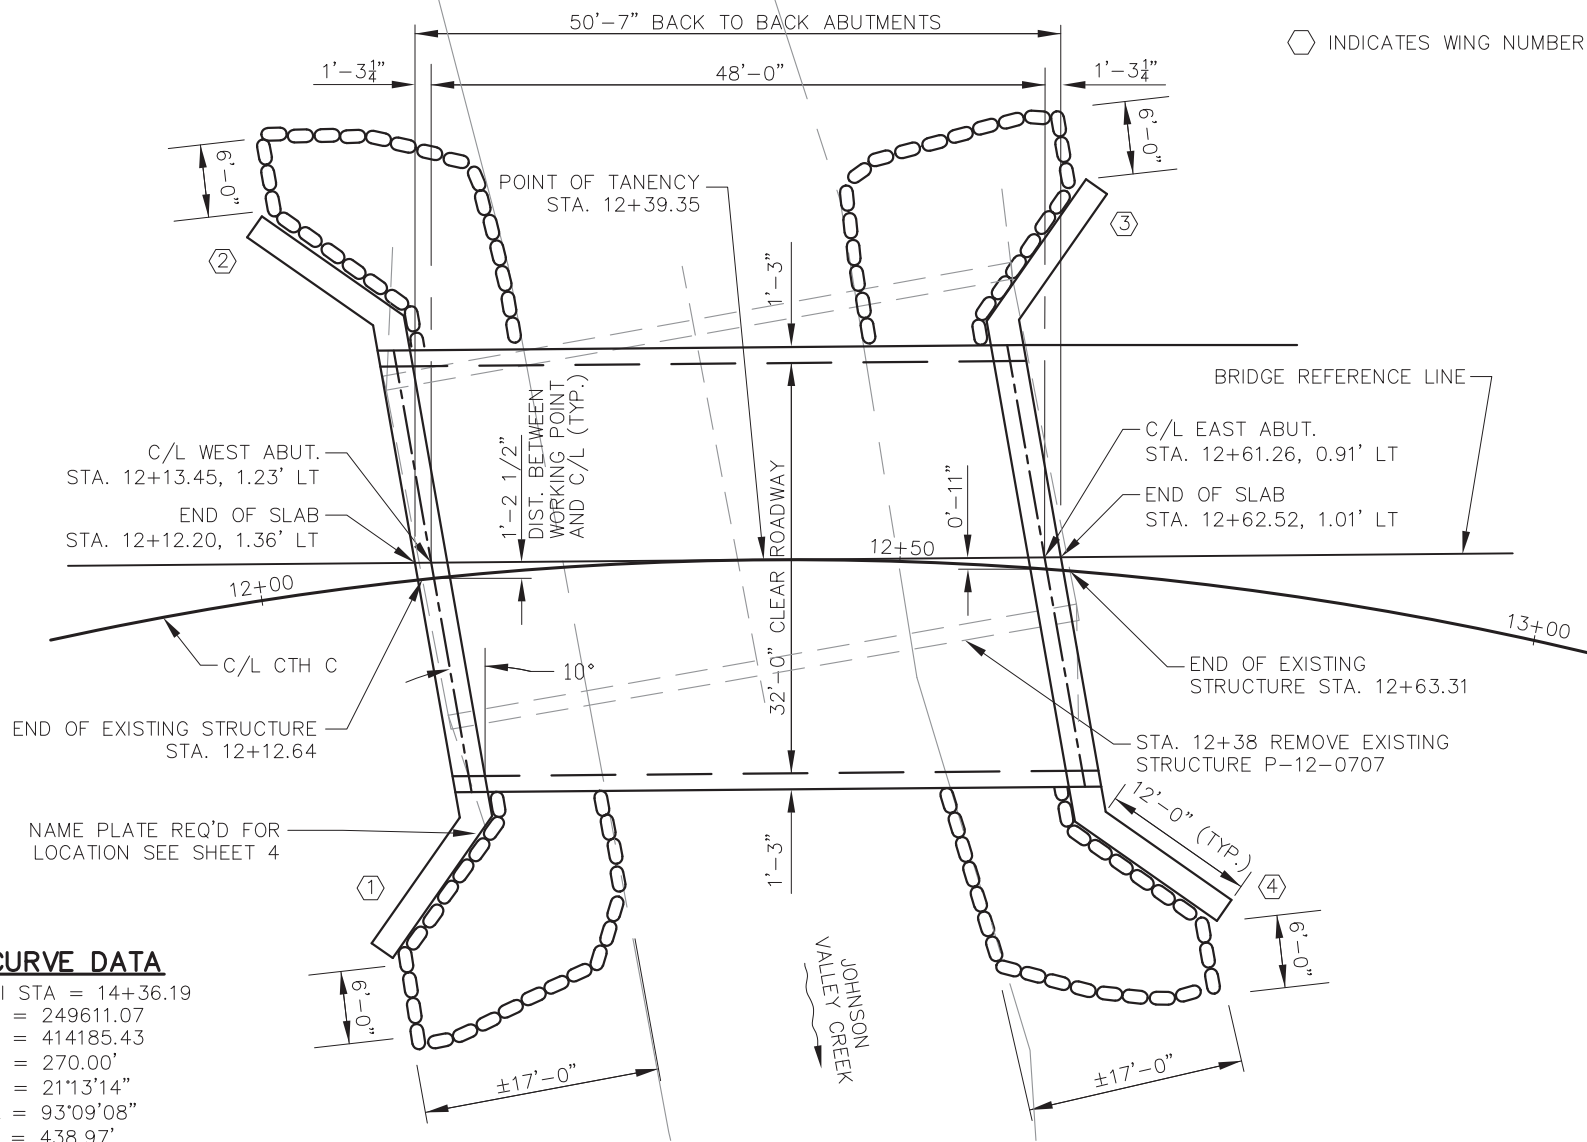 50'-7" BACK TO BACK ABUTMENTS
INDICATES WING NUMBER
1'-3¼"
48'-0"
1'-3¼"
6'-0"
6'-0"
POINT OF TANENCY
STA. 12+39.35
2
3
1'-3"
BRIDGE REFERENCE LINE
C/L WEST ABUT.
STA. 12+13.45, 1.23' LT
END OF SLAB
STA. 12+12.20, 1.36' LT
1'-2 1/2"
DIST. BETWEEN
WORKING POINT
AND C/L (TYP.)
32'-0" CLEAR ROADWAY
0'-11"
C/L EAST ABUT.
STA. 12+61.26, 0.91' LT
END OF SLAB
STA. 12+62.52, 1.01' LT
12+00
12+50
13+00
C/L CTH C
10°
END OF EXISTING
STRUCTURE STA. 12+63.31
END OF EXISTING STRUCTURE
STA. 12+12.64
STA. 12+38 REMOVE EXISTING
STRUCTURE P-12-0707
NAME PLATE REQ'D FOR
LOCATION SEE SHEET 4
1'-3"
12'-0" (TYP.)
1
4
6'-0"
6'-0"
JOHNSON
VALLEY CREEK
±17'-0"
±17'-0"
CURVE DATA
I STA = 14+36.19
= 249611.07
= 414185.43
= 270.00'
= 21°13'14"
= 93°09'08"
= 438.97'